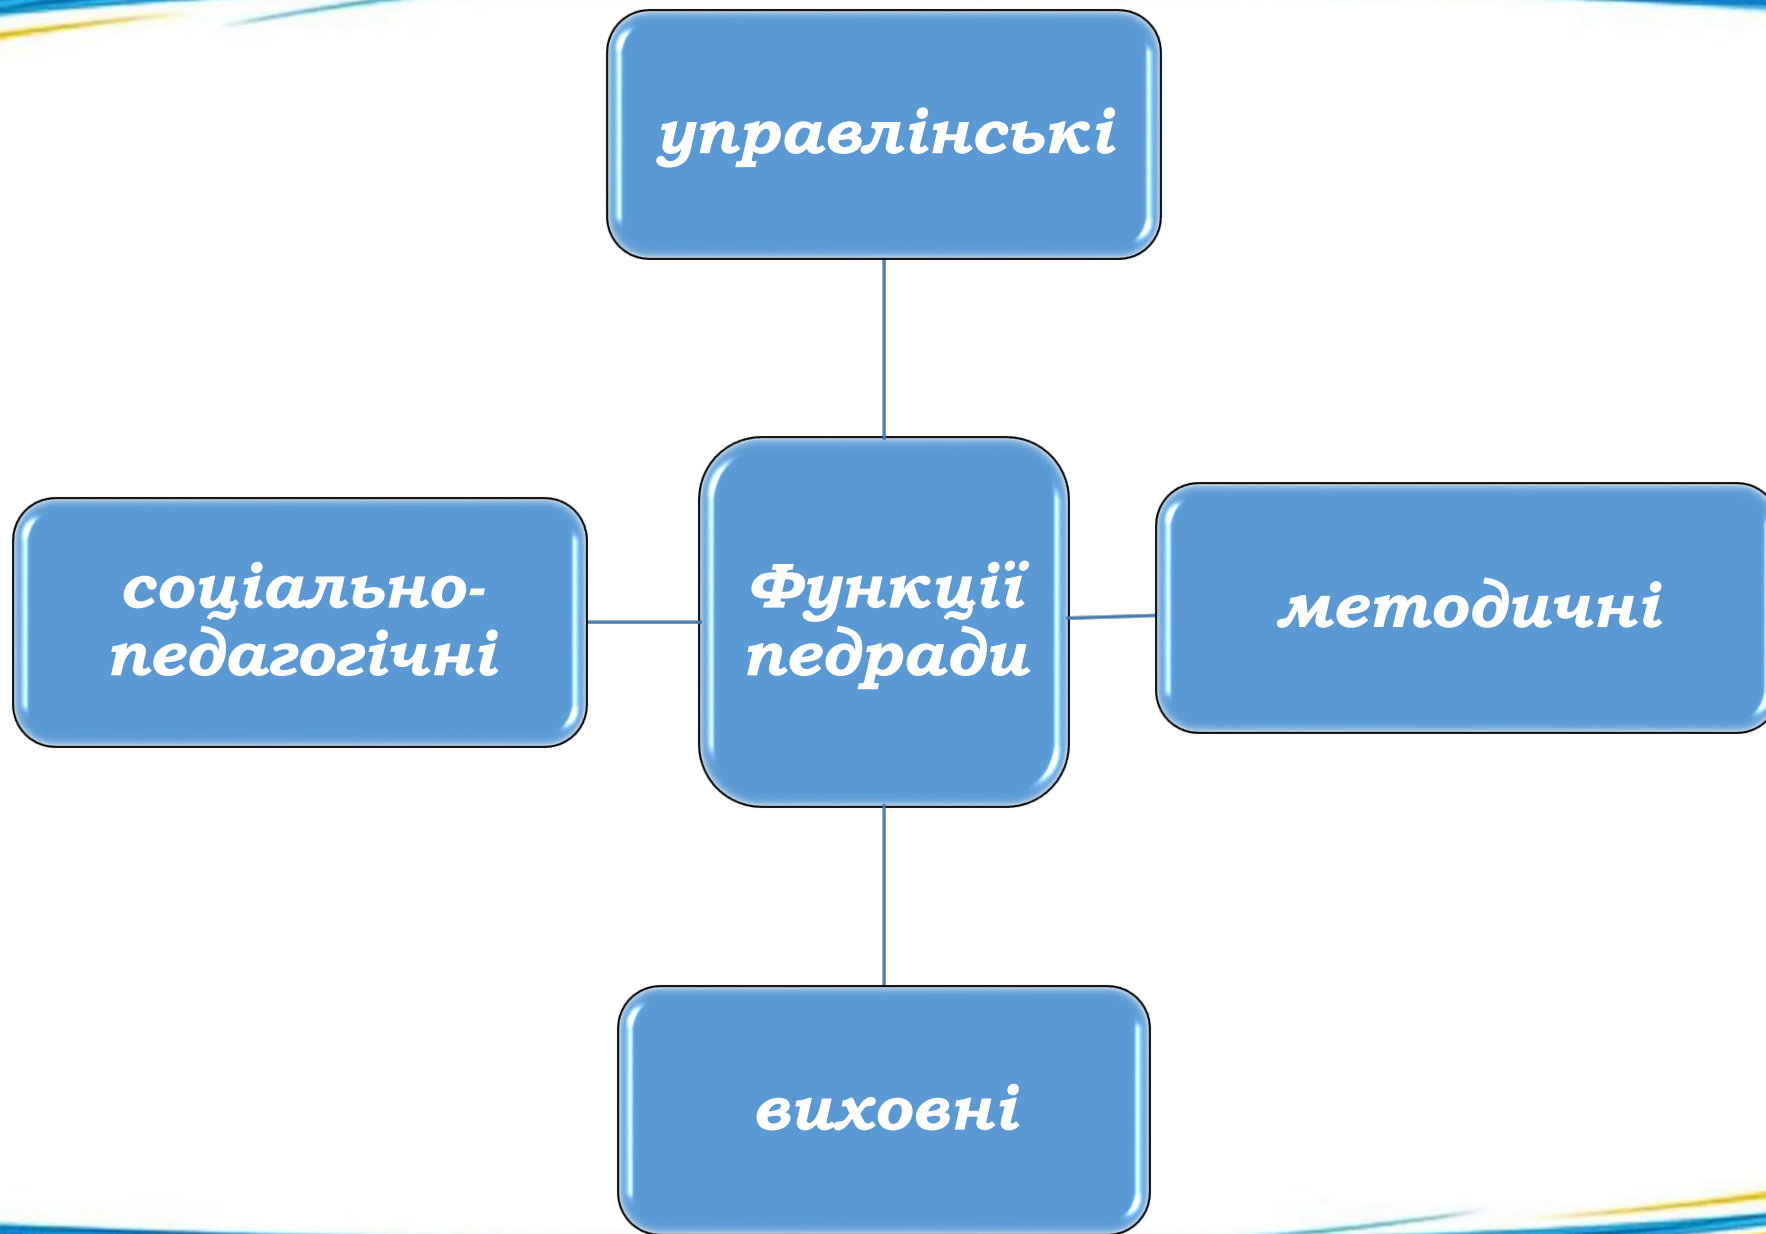 управлінські
соціально-
педагогічні
Функції
педради
методичні
виховні